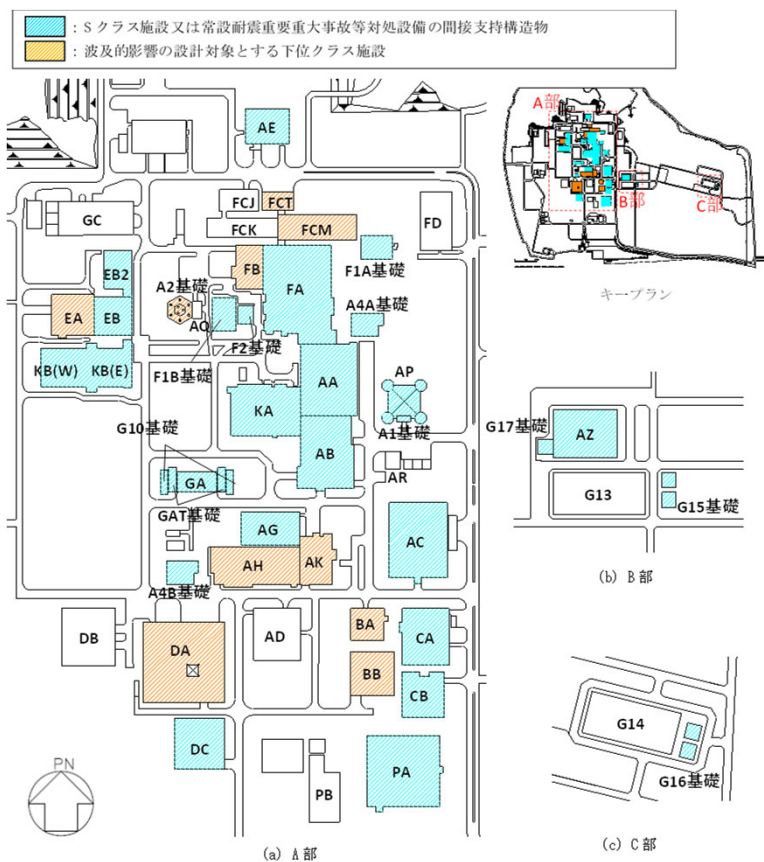 ：Sクラス施設又は常設耐震重要重大事故等対処設備の間接支持構造物
：波及的影響の設計対象とする下位クラス施設
AE
FCJ
FCT
GC
FCK
FCM
FD
F1A基礎
EB2
A2基礎
FB
FA
EA
EB
AQ
A4A基礎
F2基礎
F1B基礎
KB(W)
KB(E)
AA
AP
KA
A1基礎
G10基礎
AB
GA
AR
GAT基礎
AG
AC
AH
AK
A4B基礎
DB
DA
AD
BA
CA
BB
CB
DC
PA
PB
PN
(a) A部
A部
B部
C部
キープラン
G17基礎
AZ
G13
G15基礎
(b) B部
G14
G16基礎
(c) C部